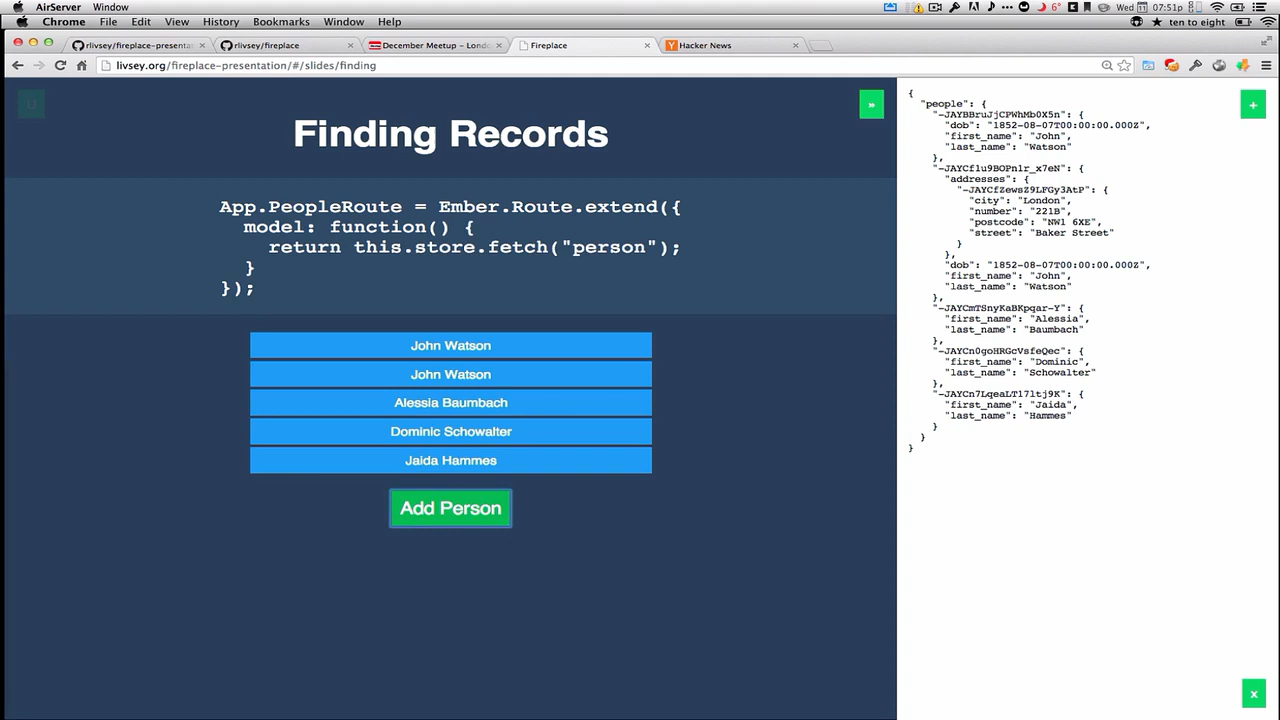 AirServer Window
Wed 11 07:51p
Chrome File Edit View History Bookmarks Window Help
6°
ten to eight
rlivsey/fireplace-presenta
rlivsey/fireplace
December Meetup – Lond
Fireplace
Hacker News
livsey.org/fireplace-presentation/#/slides/finding
U
»
+
Finding Records
App.PeopleRoute = Ember.Route.extend({
model: function() {
return this.store.fetch("person");
}
});
John Watson
John Watson
Alessia Baumbach
Dominic Schowalter
Jaida Hammes
Add Person
{
"people": {
"-JAYBBruJjCPWhMb0X5n": {
"dob": "1852-08-07T00:00:00.000Z",
"first_name": "John",
"last_name": "Watson"
},
"-JAYCf1u9BOPn1r_x7eN": {
"addresses": {
"-JAYCfZewsZ9LFGy3AtP": {
"city": "London",
"number": "221B",
"postcode": "NW1 6XE",
"street": "Baker Street"
}
},
"dob": "1852-08-07T00:00:00.000Z",
"first_name": "John",
"last_name": "Watson"
},
"-JAYCmTSnyKaBKpqar-Y": {
"first_name": "Alessia",
"last_name": "Baumbach"
},
"-JAYCn0goHRGcVsfeQec": {
"first_name": "Dominic",
"last_name": "Schowalter"
},
"-JAYCn7LqeaLT17ltj9K": {
"first_name": "Jaida",
"last_name": "Hammes"
}
}
}
x